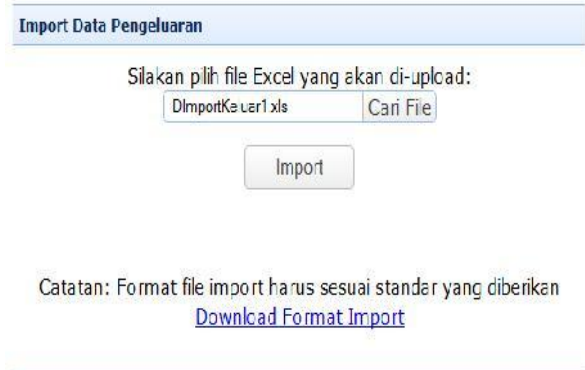 Import Data Pengeluaran
Silakan pilih file Excel yang akan di-upload:
DImportKeluar1.xls Cari File
Import
Catatan: Format file import harus sesuai standar yang diberikan
Download Format Import